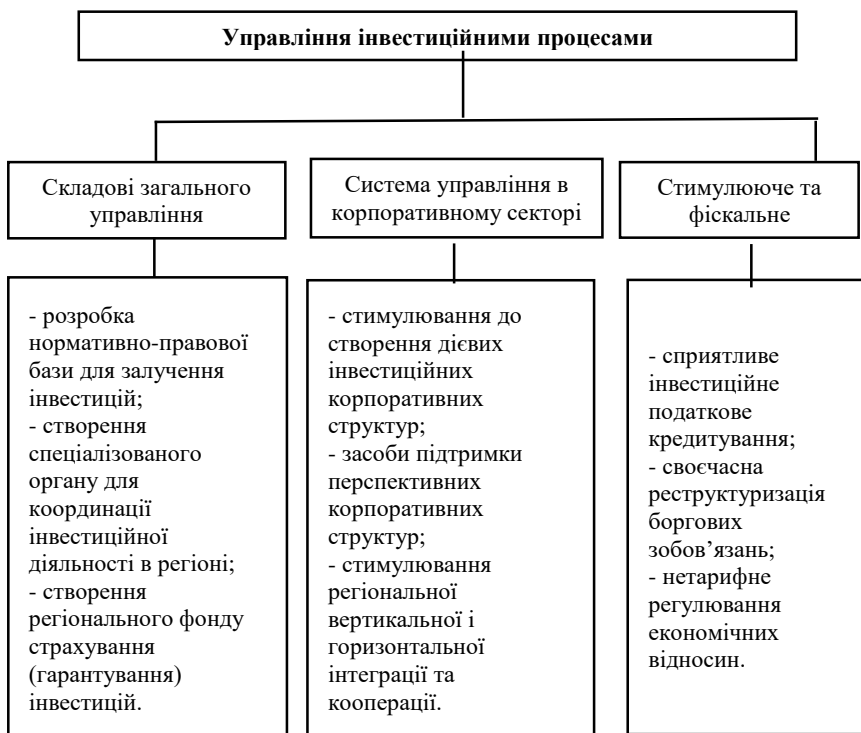 Управління інвестиційними процесами
Складові загального
управління
Система управління в
корпоративному секторі
Стимулююче та
фіскальне
- розробка
нормативно-правової
бази для залучення
інвестицій;
- створення
спеціалізованого
органу для
координації
інвестиційної
діяльності в регіоні;
- створення
регіонального фонду
страхування
(гарантування)
інвестицій.
- стимулювання до
створення дієвих
інвестиційних
корпоративних
структур;
- засоби підтримки
перспективних
корпоративних
структур;
- стимулювання
регіональної
вертикальної і
горизонтальної
інтеграції та
кооперації.
- сприятливе
інвестиційне
податкове
кредитування;
- своєчасна
реструктуризація
боргових
зобов’язань;
- нетарифне
регулювання
економічних
відносин.